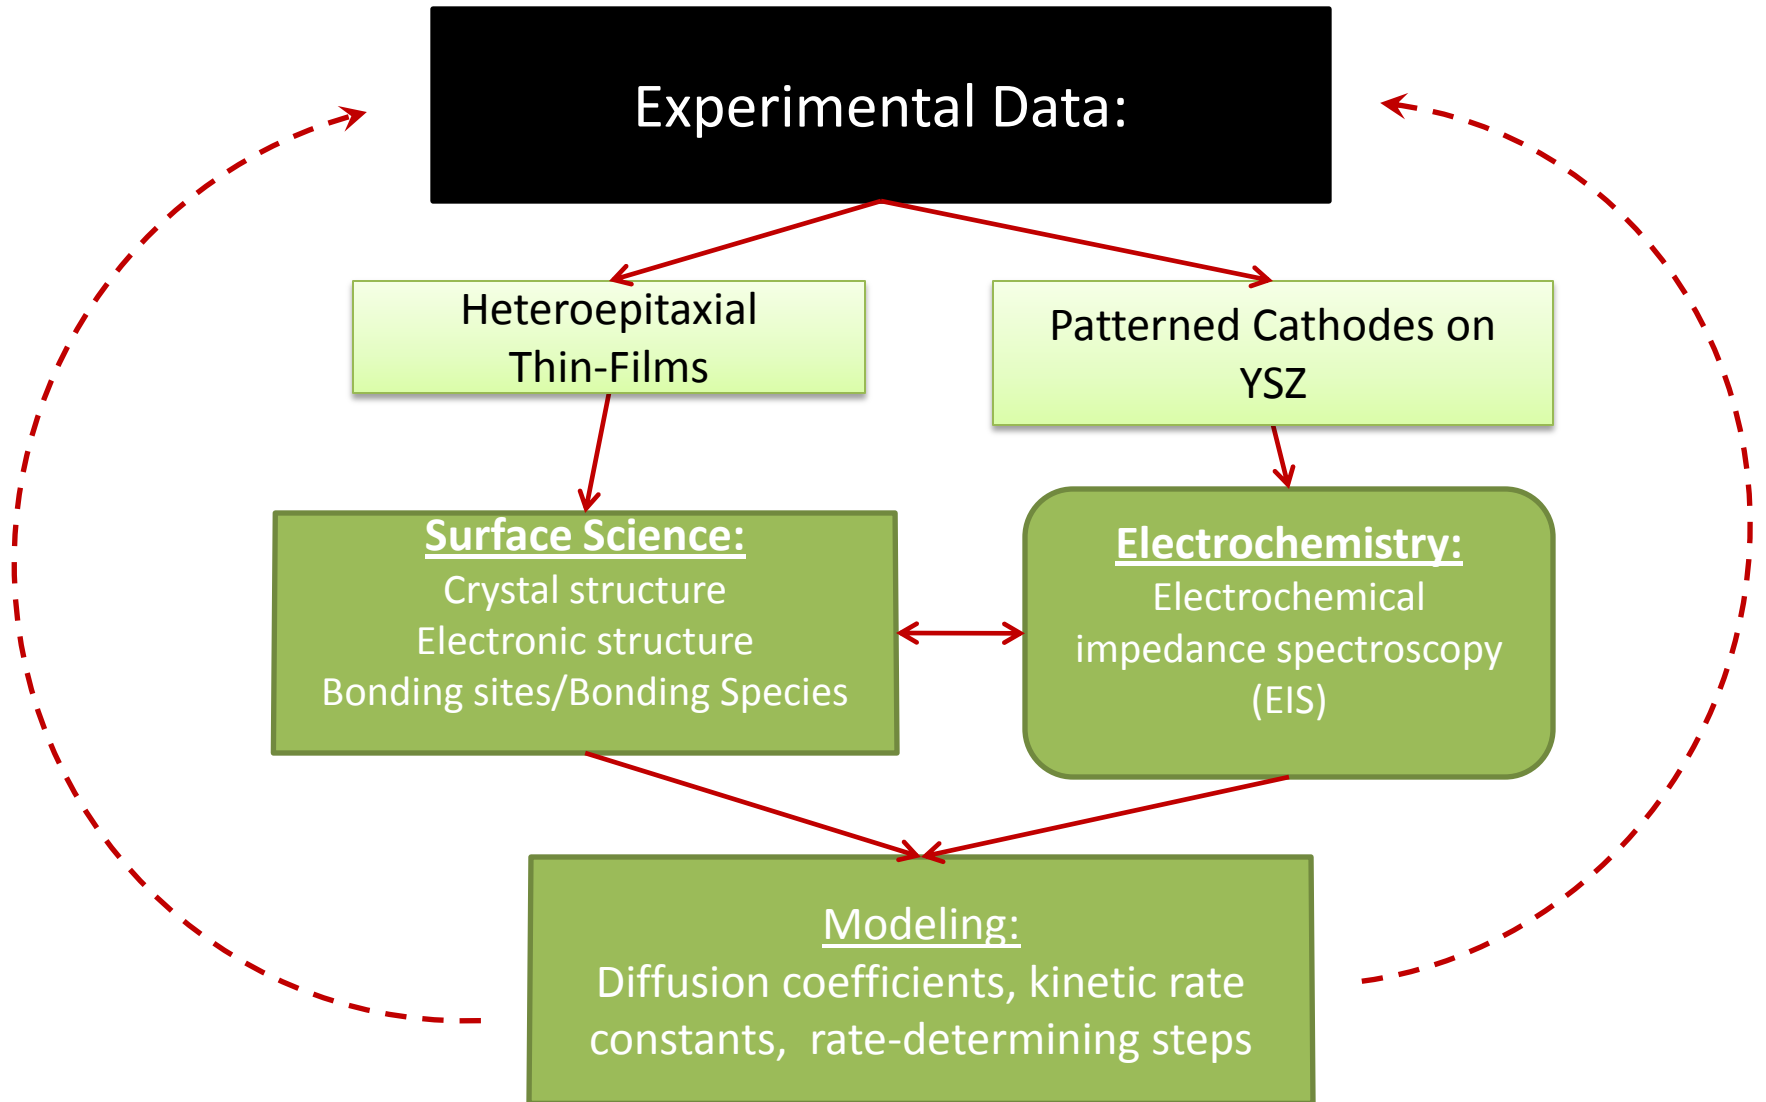 Experimental Data:
Heteroepitaxial
Thin-Films
Patterned Cathodes on
YSZ
Surface Science:
Crystal structure
Electronic structure
Bonding sites/Bonding Species
Electrochemistry:
Electrochemical
impedance spectroscopy
(EIS)
Modeling:
Diffusion coefficients, kinetic rate
constants,  rate-determining steps